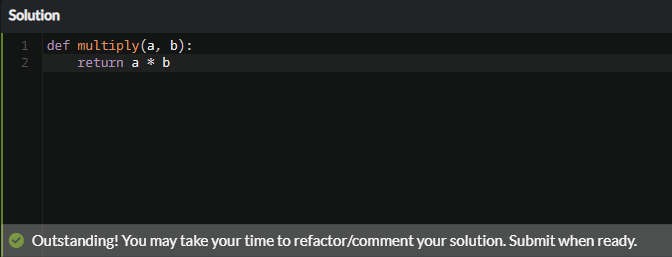 Solution
1 def multiply(a, b):
2     return a * b
Outstanding! You may take your time to refactor/comment your solution. Submit when ready.